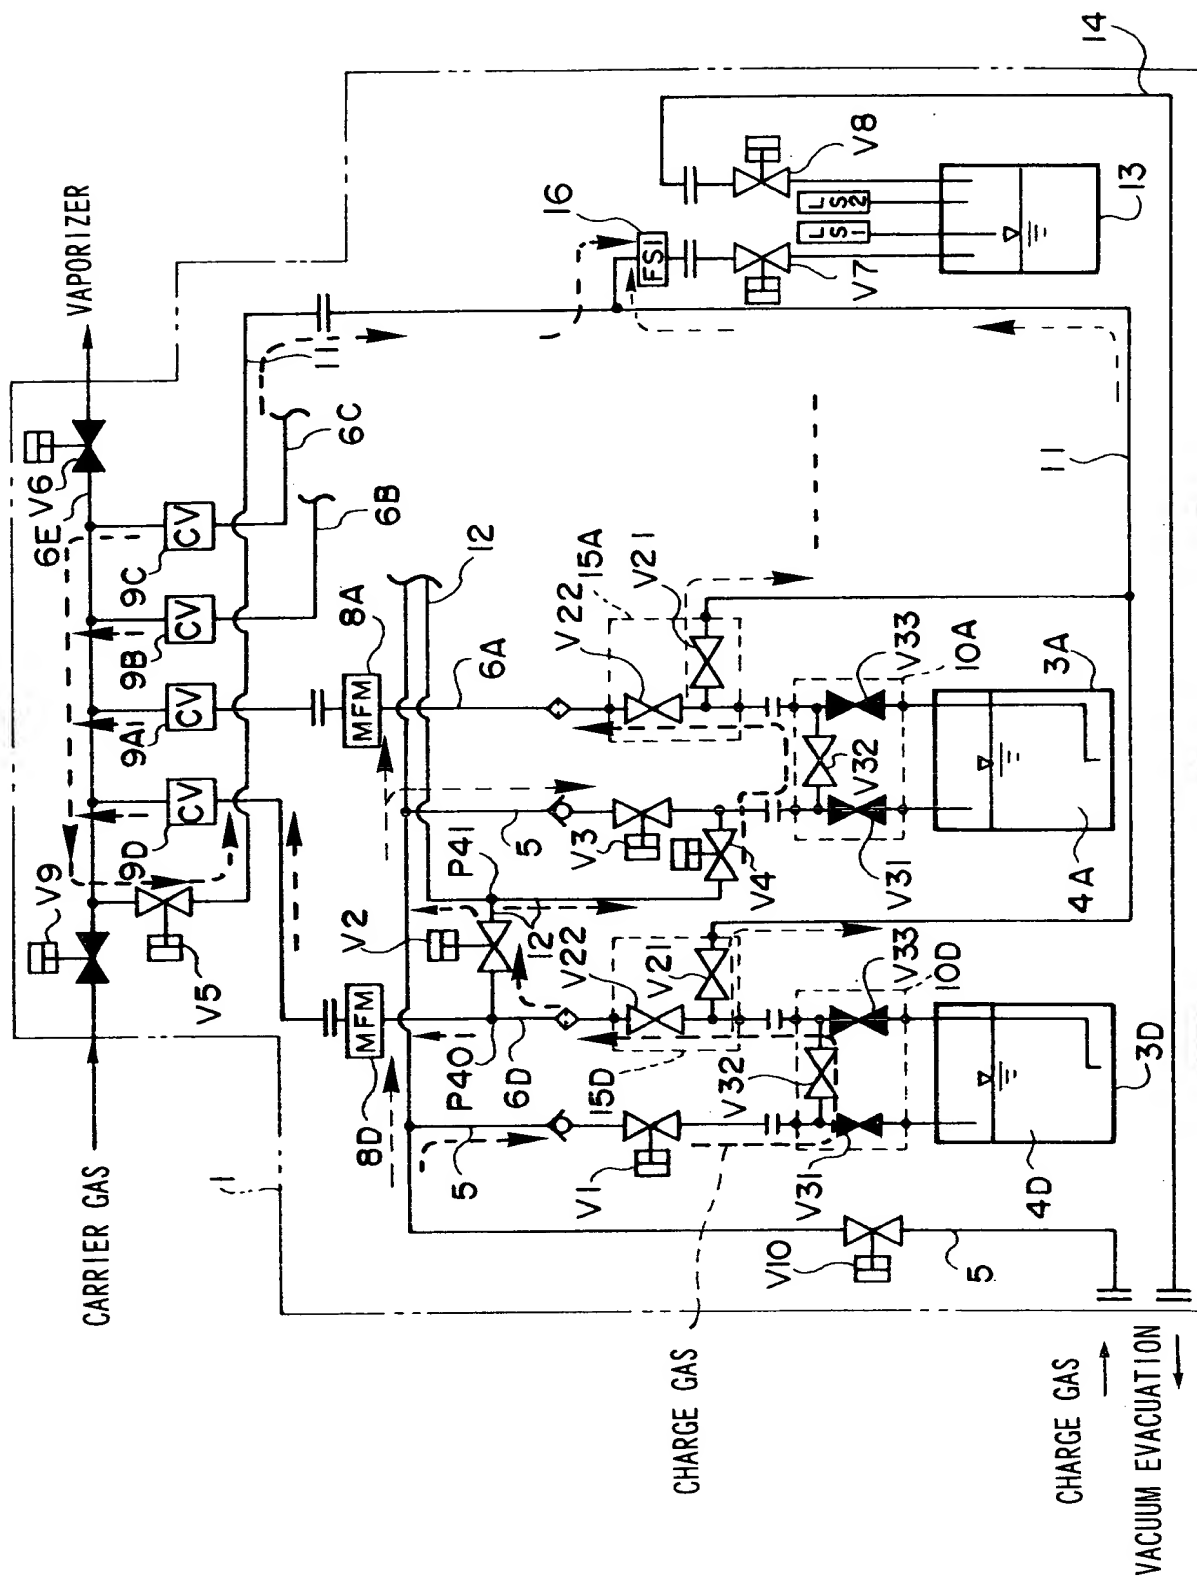 CARRIER GAS
VAPORIZER
V9
V5
6E
V6
9D
9A
9B
9C
CV
CV
CV
CV
11
6C
6B
1
16
FSI
14
V7
V8
LS1
LS2
13
8D
MFM
8A
MFM
12
V2
P41
P40
12
6D
6A
5
5
V1
V3
V4
V22
V21
15D
V22
15A
V21
V32
V33
10D
V31
V32
V33
10A
V31
4D
3D
4A
3A
11
V10
5
CHARGE GAS
CHARGE GAS
VACUUM EVACUATION